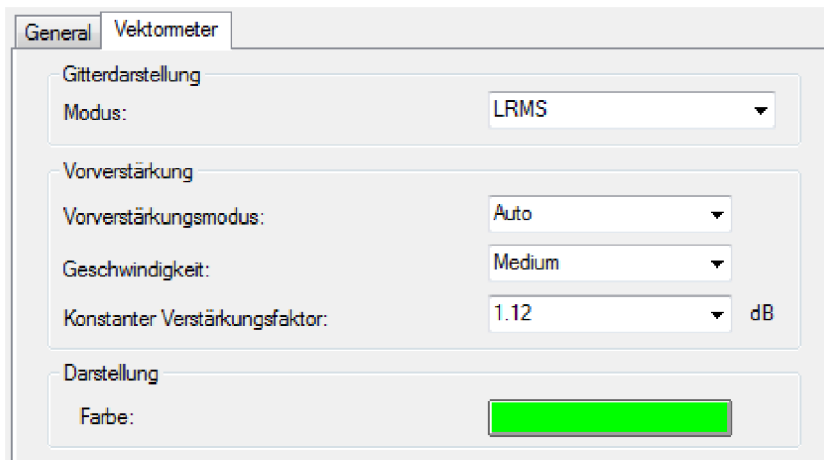 General Vektormeter
Gitterdarstellung
Modus: LRMS
Vorverstärkung
Vorverstärkungsmodus: Auto
Geschwindigkeit: Medium
Konstanter Verstärkungsfaktor: 1.12 dB
Darstellung
Farbe: